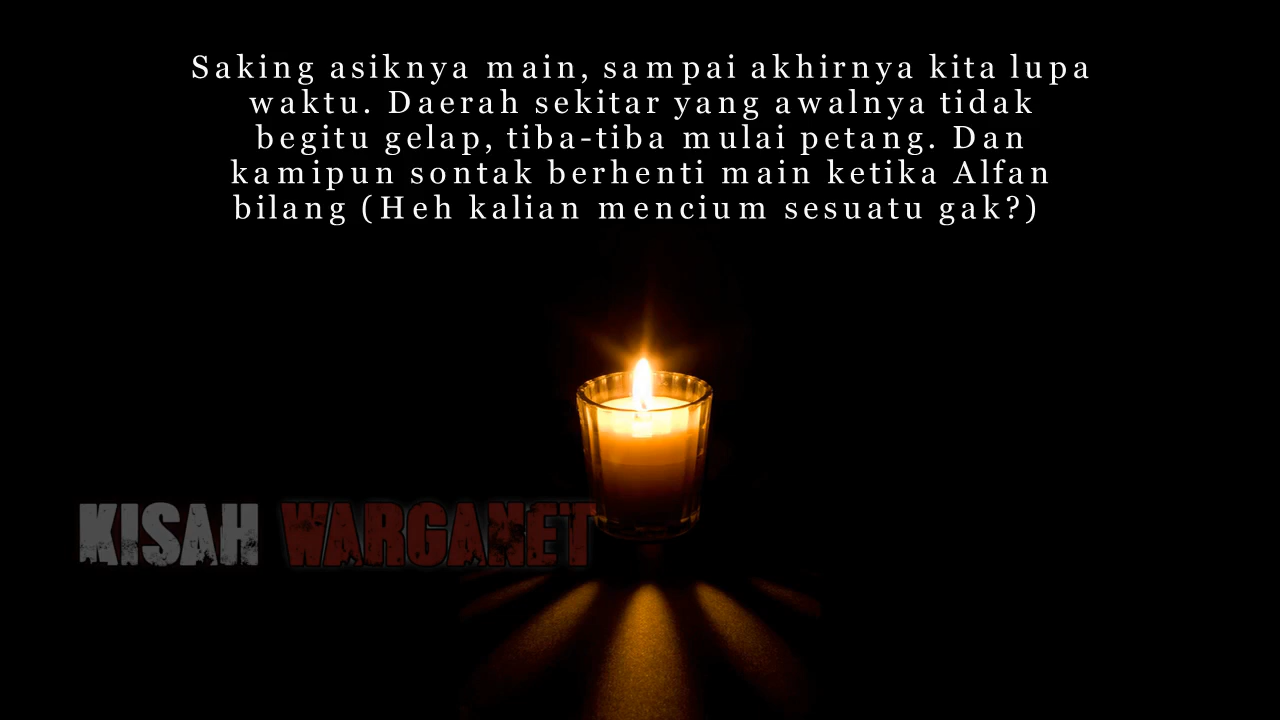 Saking asiknya main, sampai akhirnya kita lupa
waktu. Daerah sekitar yang awalnya tidak
begitu gelap, tiba-tiba mulai petang. Dan
kamipun sontak berhenti main ketika Alfan
bilang (Heh kalian mencium sesuatu gak?)
KISAH WARGANET